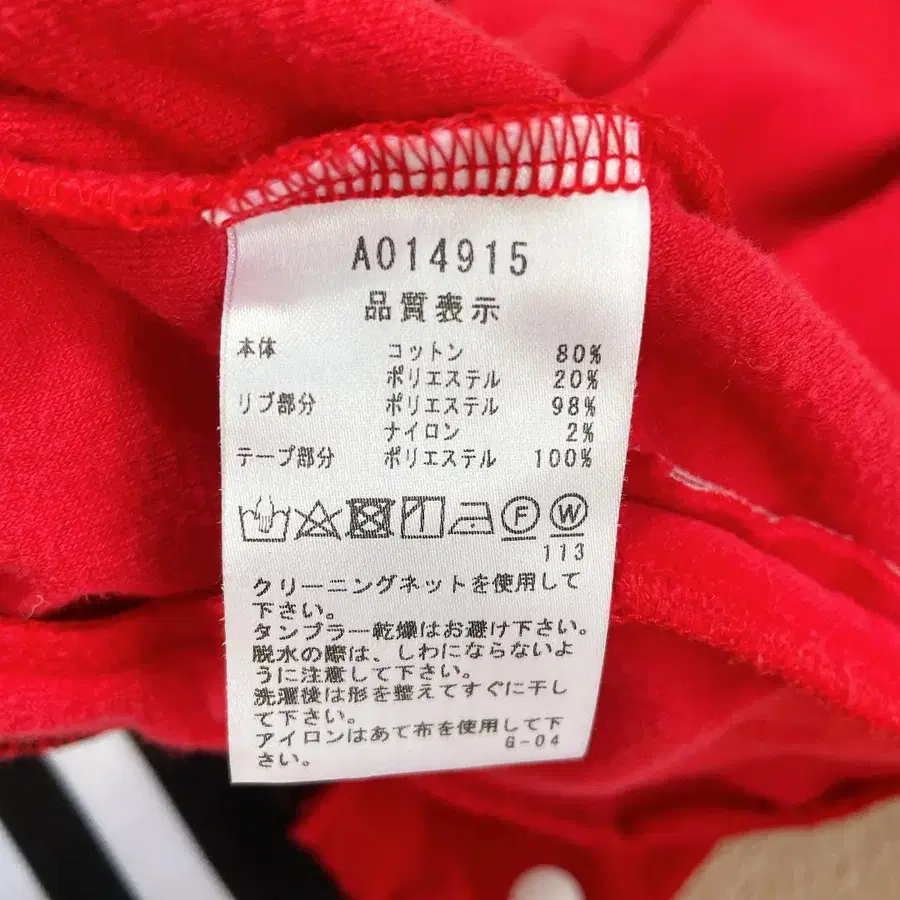 A014915
品質表示
本体 コットン 80%
ポリエステル 20%
リブ部分 ポリエステル 98%
ナイロン 2%
テープ部分 ポリエステル 100%
F W
113
クリーニングネットを使用して
下さい。
タンブラー乾燥はお避け下さい。
脱水の際は、しわにならないよ
うに注意して下さい。
洗濯後は形を整えてすぐに干し
て下さい。
アイロンはあて布を使用して下
さい。
G-04